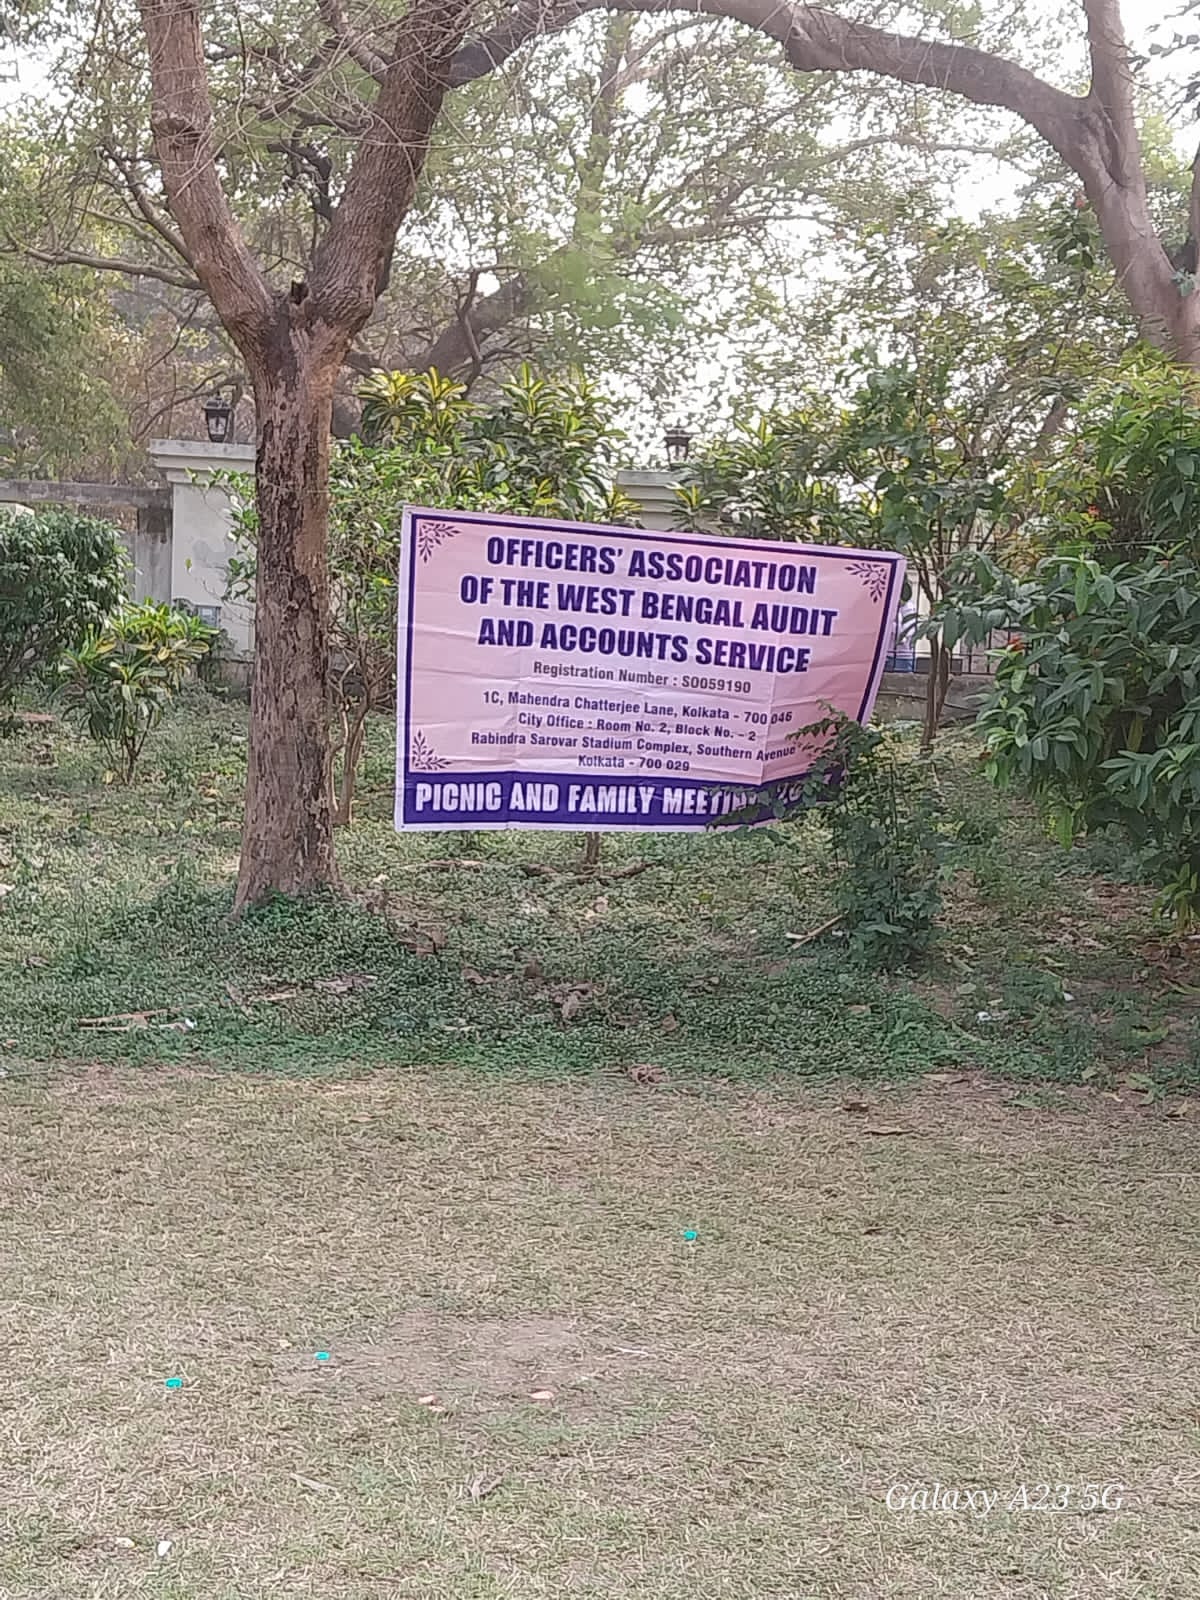 OFFICERS' ASSOCIATION
OF THE WEST BENGAL AUDIT
AND ACCOUNTS SERVICE
Registration Number : S0059190
1C, Mahendra Chatterjee Lane, Kolkata - 700 046
City Office : Room No. 2, Block No. - 2
Rabindra Sarovar Stadium Complex, Southern Avenue
Kolkata - 700 029
PICNIC AND FAMILY
Galaxy A23 5G